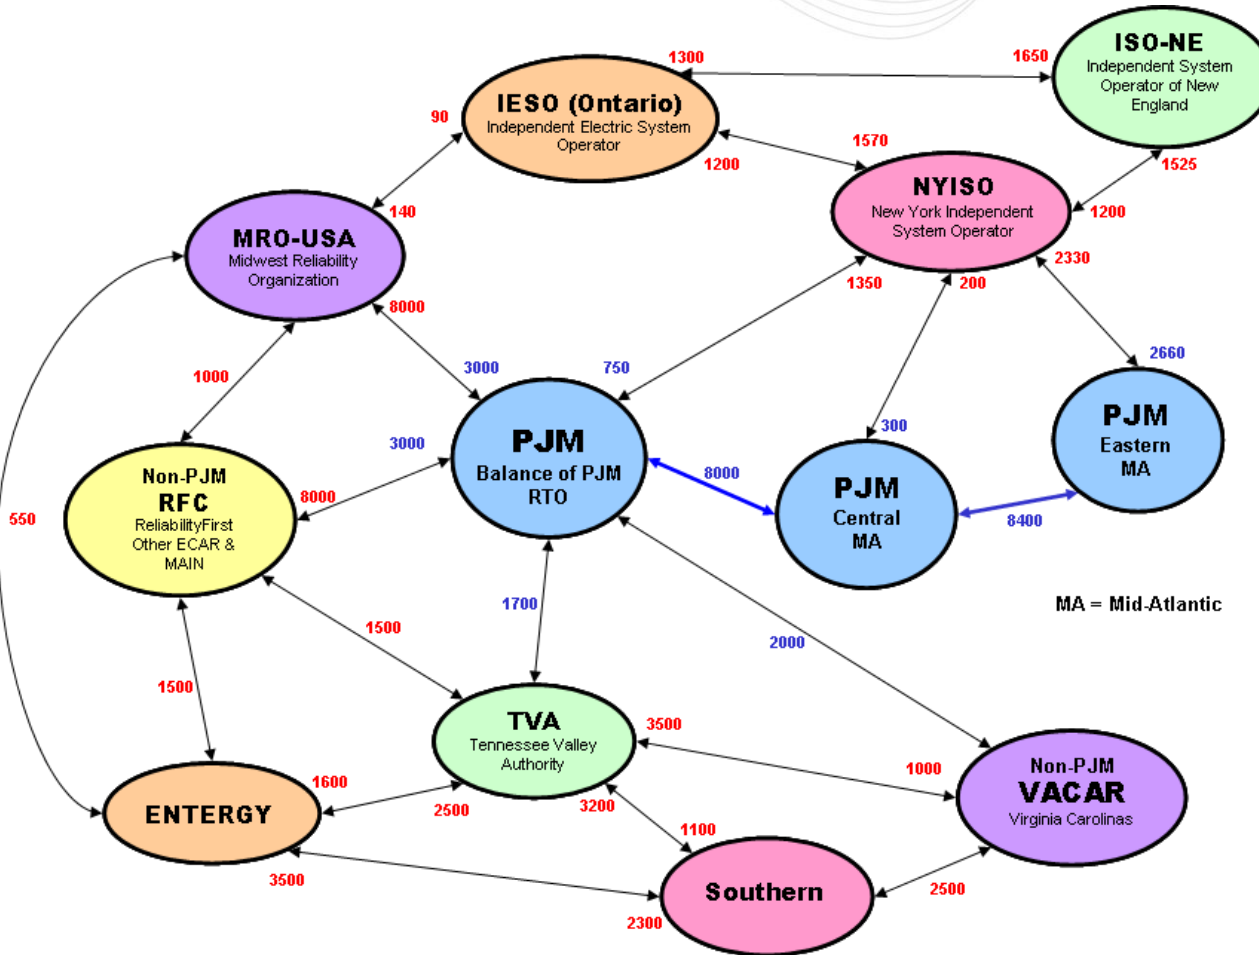 ISO-NE
Independent System
Operator of New
England
1300
1650
IESO (Ontario)
Independent Electric System
Operator
90
1200
1570
1525
NYISO
New York Independent
System Operator
1200
140
MRO-USA
Midwest Reliability
Organization
2330
1350
200
8000
3000
750
2660
1000
PJM
Balance of PJM
RTO
PJM
Eastern
MA
300
3000
8000
Non-PJM
RFC
ReliabilityFirst
Other ECAR &
MAIN
8000
PJM
Central
MA
8400
550
1700
MA = Mid-Atlantic
1500
2000
1500
TVA
Tennessee Valley
Authority
3500
1000
Non-PJM
VACAR
Virginia Carolinas
1600
2500
3200
ENTERGY
1100
3500
Southern
2500
2300